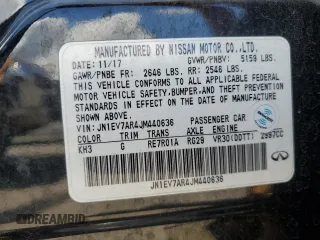 MANUFACTURED BY NISSAN MOTOR CO.,LTD.
DATE: 11/17 GVWR/PNBV: 5159 LBS.
GAWR/PNBE FR: 2646 LBS. RR: 2546 LBS.
THIS VEHICLE CONFORMS TO ALL APPLICABLE FEDERAL
MOTOR VEHICLE SAFETY,BUMPER,AND THEFT
PREVENTION STANDARDS IN EFFECT ON THE DATE OF
MANUFACTURE SHOWN ABOVE.
JN1EV7AR4JM440636 PASSENGER CAR
COLOR TRIM TRANS AXLE ENGINE
KH3 G RE7R01A RG29 VR30(DDTT) 2997CC
JN1EV7AR4JM440636